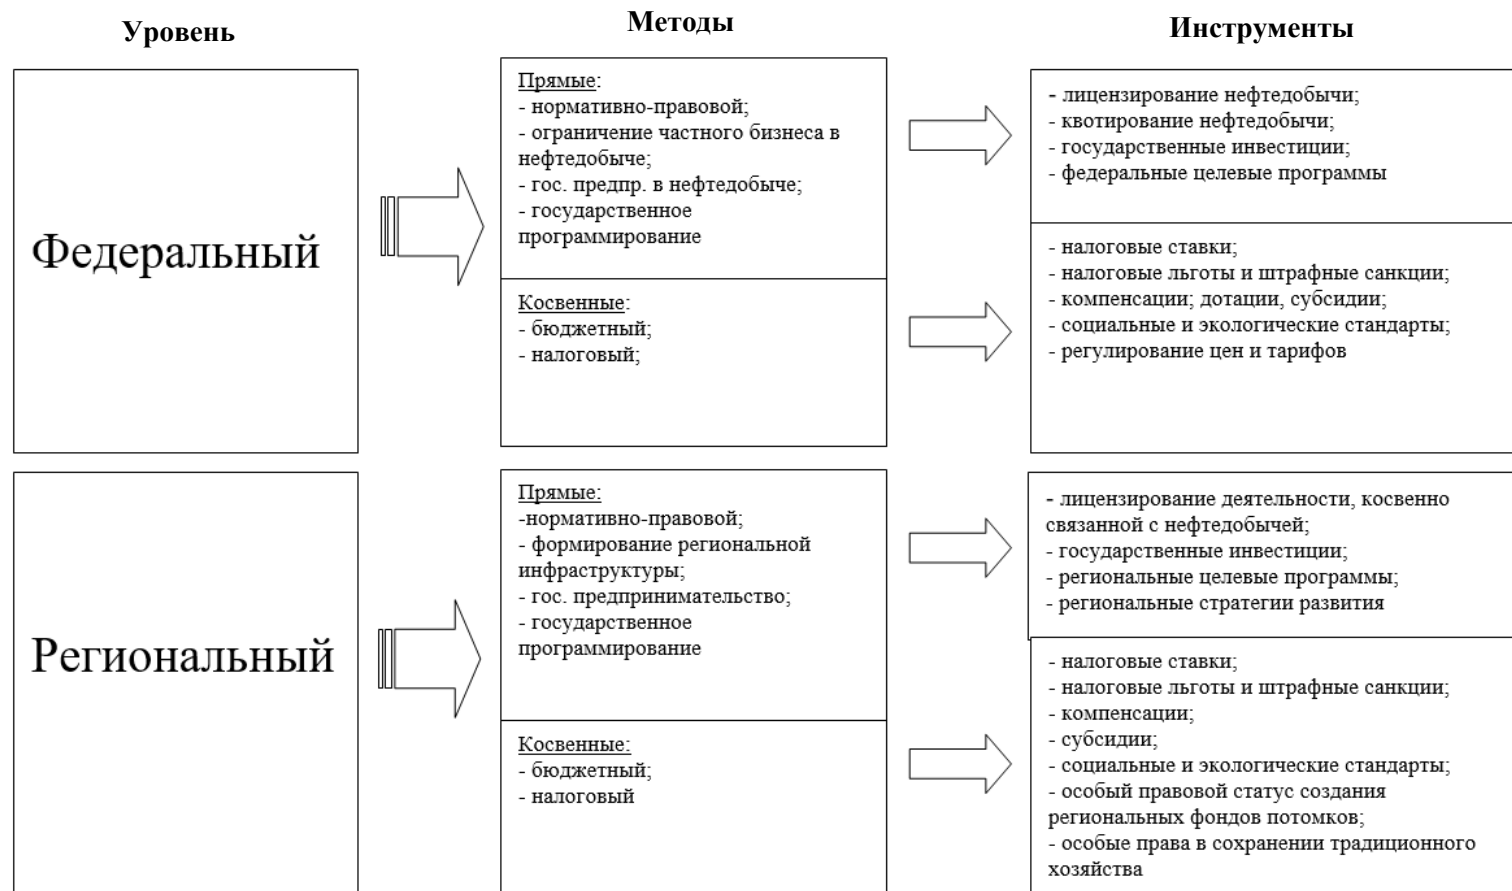 Уровень
Методы
Инструменты
Федеральный
Прямые:
- нормативно-правовой;
- ограничение частного бизнеса в
нефтедобыче;
- гос. предпр. в нефтедобыче;
- государственное
программирование
Косвенные:
- бюджетный;
- налоговый;
- лицензирование нефтедобычи;
- квотирование нефтедобычи;
- государственные инвестиции;
- федеральные целевые программы
- налоговые ставки;
- налоговые льготы и штрафные санкции;
- компенсации; дотации, субсидии;
- социальные и экологические стандарты;
- регулирование цен и тарифов
Региональный
Прямые:
-нормативно-правовой;
- формирование региональной
инфраструктуры;
- гос. предпринимательство;
- государственное
программирование
Косвенные:
- бюджетный;
- налоговый
- лицензирование деятельности, косвенно
связанной с нефтедобычей;
- государственные инвестиции;
- региональные целевые программы;
- региональные стратегии развития
- налоговые ставки;
- налоговые льготы и штрафные санкции;
- компенсации;
- субсидии;
- социальные и экологические стандарты;
- особый правовой статус создания
региональных фондов потомков;
- особые права в сохранении традиционного
хозяйства